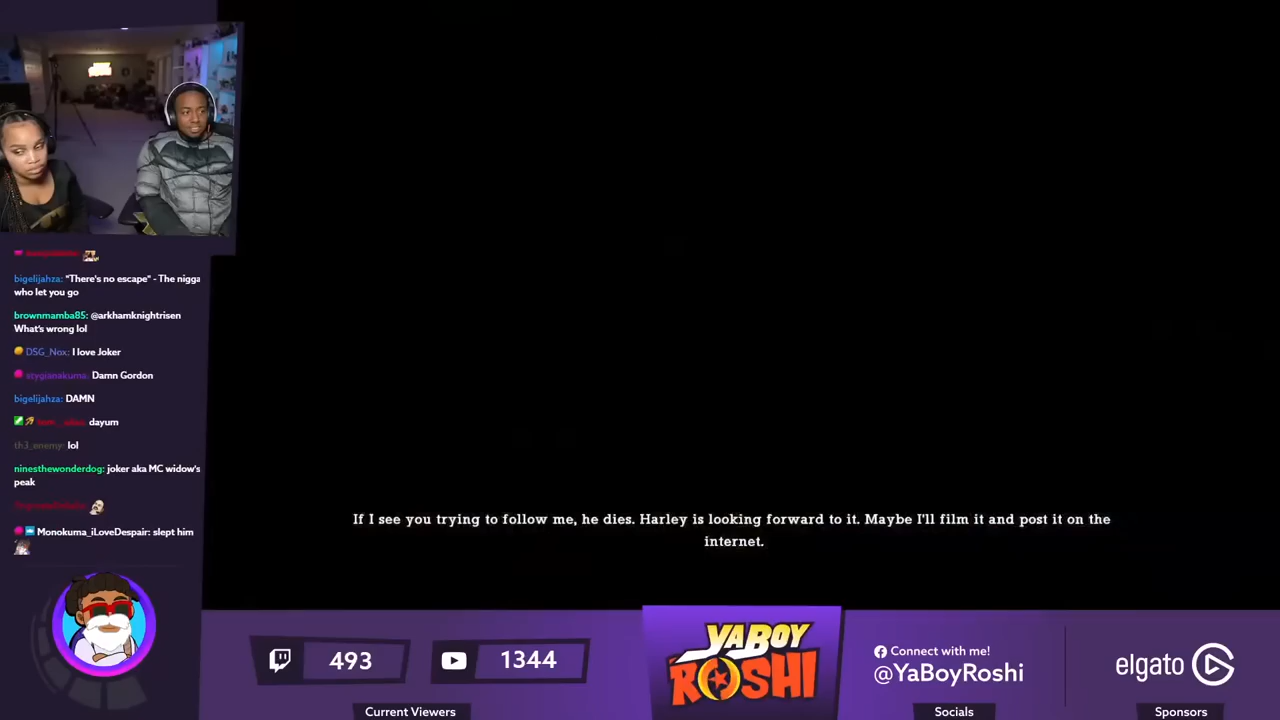 bigelijahza: "There's no escape" - The nigga
who let you go
brownmamba85: @arkhamknightrisen
What's wrong lol
DSG_Nox: I love Joker
stygianakuma: Damn Gordon
bigelijahza: DAMN
dayum
th3_enemy: lol
ninesthewonderdog: joker aka MC widow's
peak
Monokuma_iLoveDespair: slept him
If I see you trying to follow me, he dies. Harley is looking forward to it. Maybe I'll film it and post it on the
internet.
493
1344
Current Viewers
YABOY
ROSHI
Connect with me!
@YaBoyRoshi
Socials
elgato
Sponsors